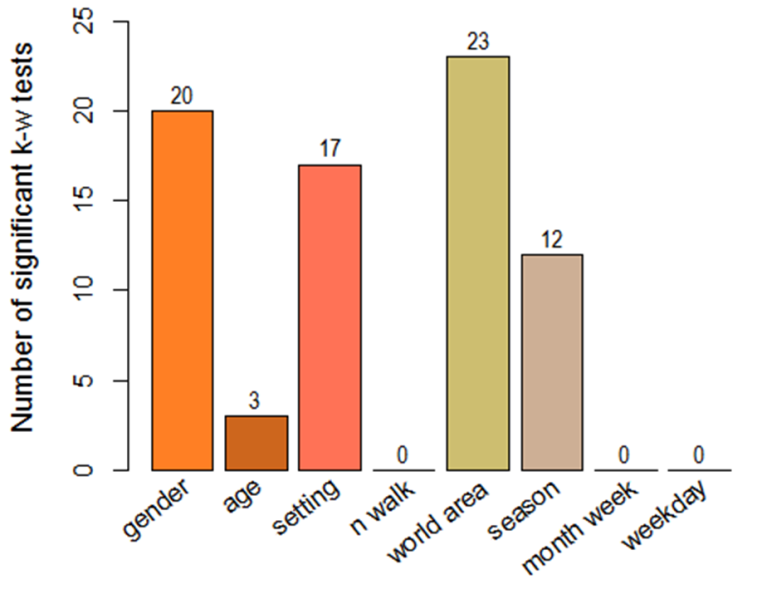 Number of significant k-w tests
25
20
15
10
5
0
20
3
17
0
23
12
0
0
gender
age
setting
n walk
world area
season
month week
weekday